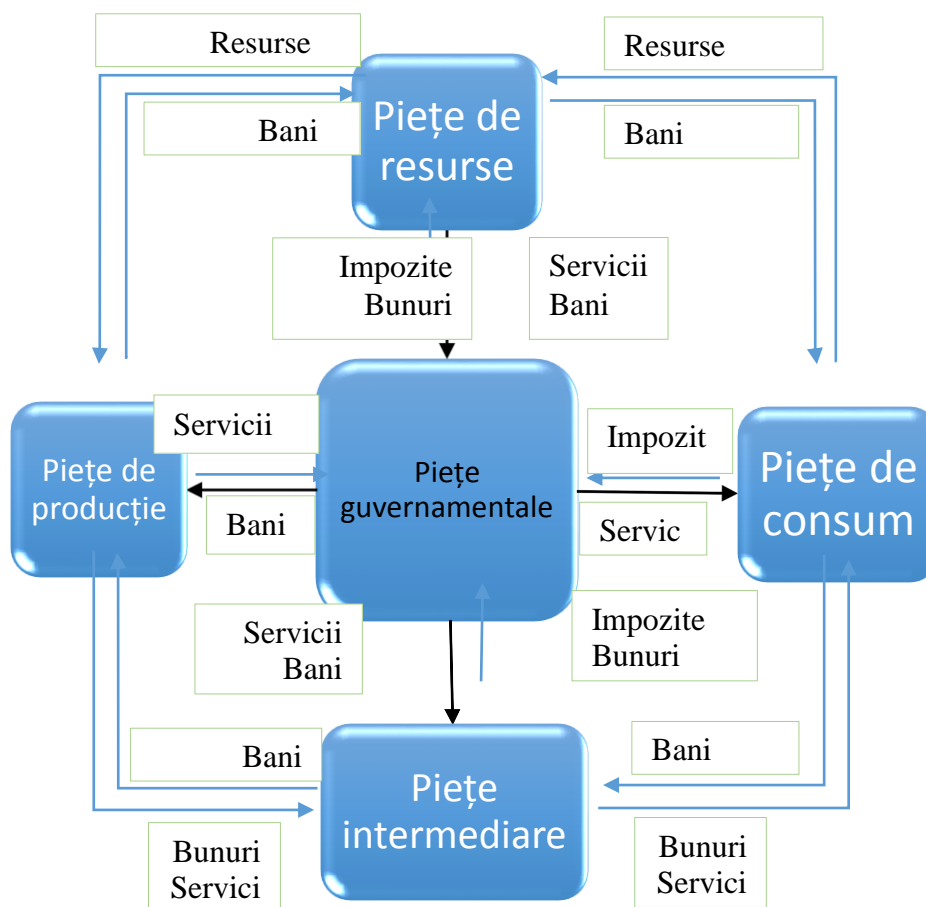 Resurse
Resurse
Bani
Piețe de
resurse
Bani
Impozite
Bunuri
Servicii
Bani
Servicii
Impozit
Piețe de
producție
Piețe
guvernamentale
Piețe de
consum
Bani
Servic
Servicii
Bani
Impozite
Bunuri
Bani
Piețe
intermediare
Bani
Bunuri
Servici
Bunuri
Servici